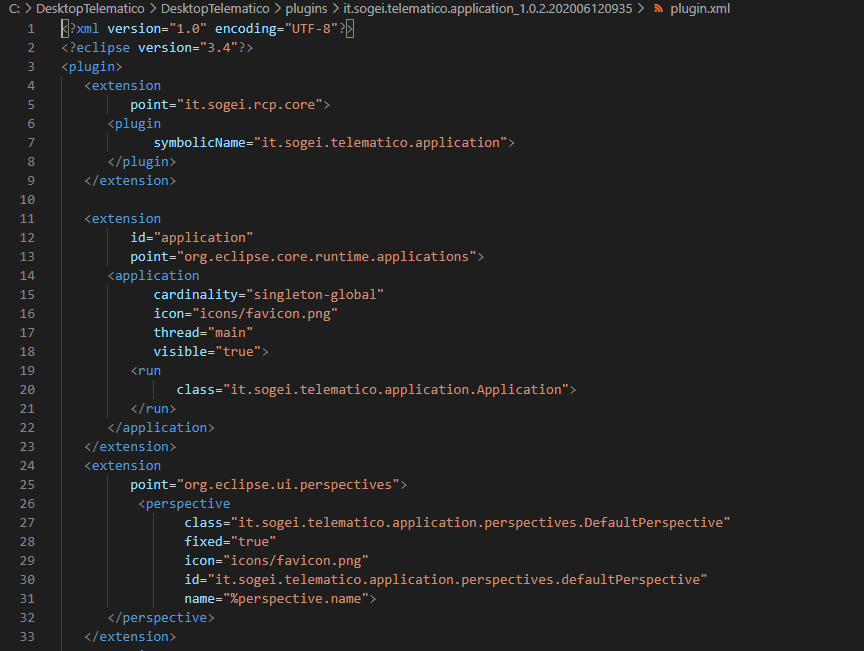 C: > DesktopTelematico > DesktopTelematico > plugins > it.sogei.telematico.application_1.0.2.202006120935 > plugin.xml
1 <?xml version="1.0" encoding="UTF-8"?>
2 <?eclipse version="3.4"?>
3 <plugin>
4 <extension
5 point="it.sogei.rcp.core">
6 <plugin
7 symbolicName="it.sogei.telematico.application">
8 </plugin>
9 </extension>
10
11 <extension
12 id="application"
13 point="org.eclipse.core.runtime.applications">
14 <application
15 cardinality="singleton-global"
16 icon="icons/favicon.png"
17 thread="main"
18 visible="true">
19 <run
20 class="it.sogei.telematico.application.Application">
21 </run>
22 </application>
23 </extension>
24 <extension
25 point="org.eclipse.ui.perspectives">
26 <perspective
27 class="it.sogei.telematico.application.perspectives.DefaultPerspective"
28 fixed="true"
29 icon="icons/favicon.png"
30 id="it.sogei.telematico.application.perspectives.defaultPerspective"
31 name="%perspective.name">
32 </perspective>
33 </extension>